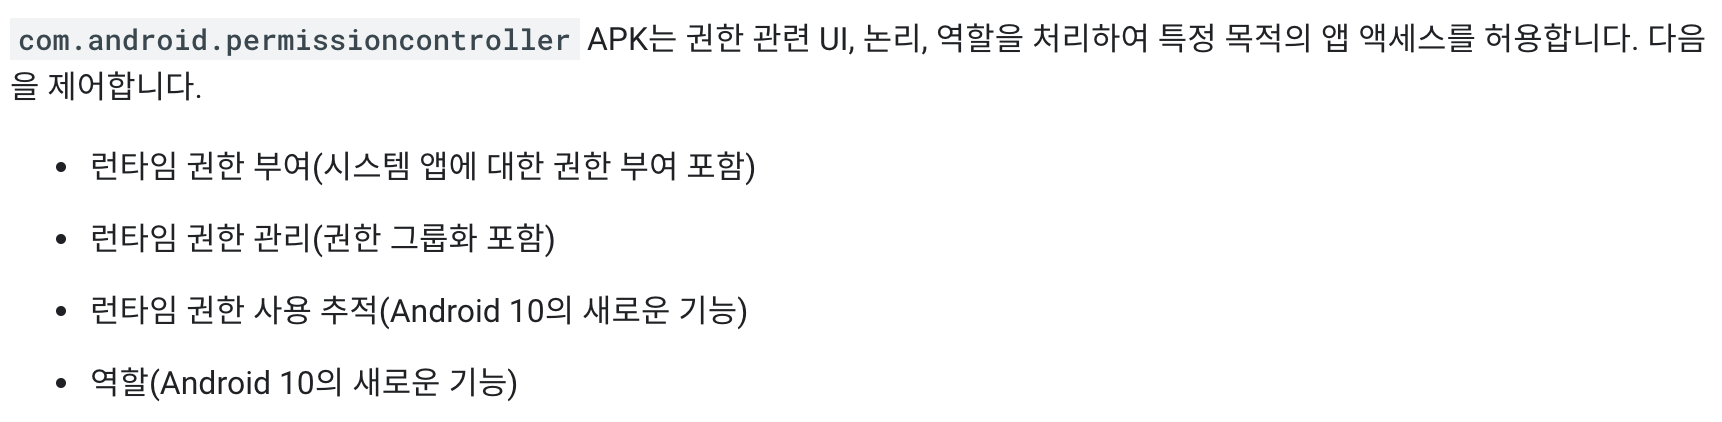 com.android.permissioncontroller APK는 권한 관련 UI, 논리, 역할을 처리하여 특정 목적의 앱 액세스를 허용합니다. 다음
을 제어합니다.
• 런타임 권한 부여(시스템 앱에 대한 권한 부여 포함)
• 런타임 권한 관리(권한 그룹화 포함)
• 런타임 권한 사용 추적(Android 10의 새로운 기능)
• 역할(Android 10의 새로운 기능)